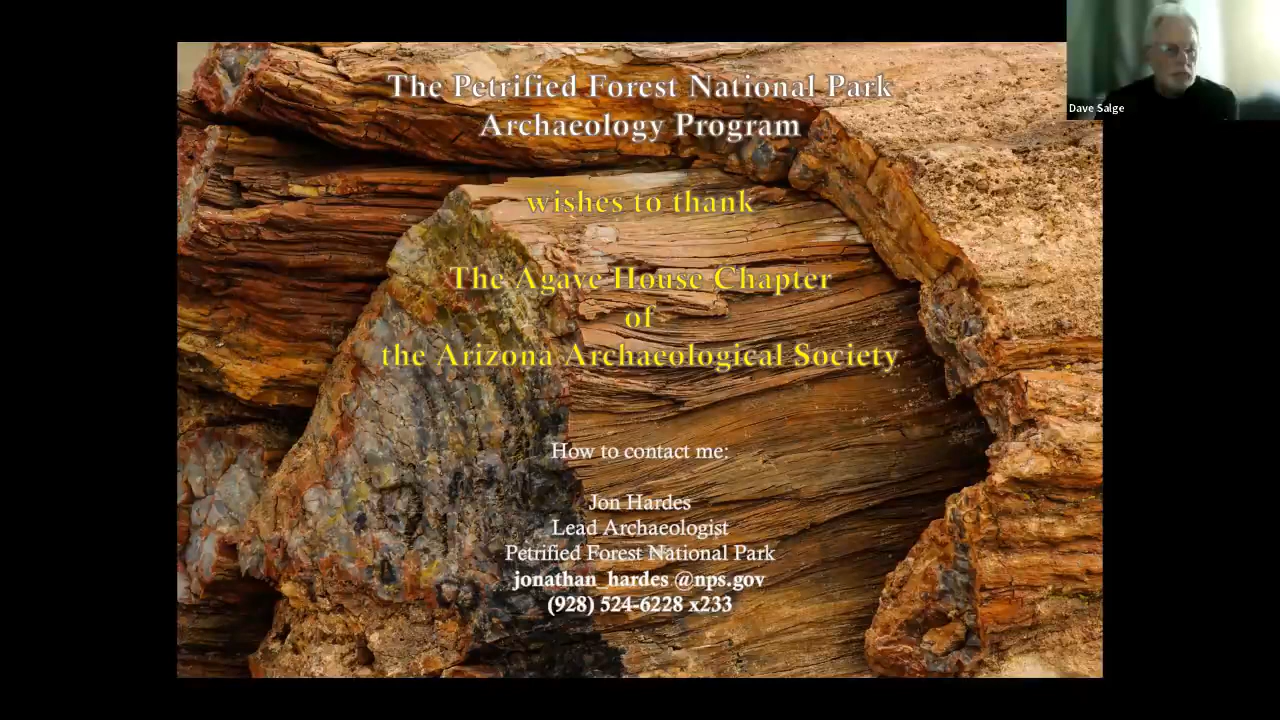 The Petrified Forest National Park
Archaeology Program
wishes to thank
The Agave House Chapter
of
the Arizona Archaeological Society
How to contact me:
Jon Hardes
Lead Archaeologist
Petrified Forest National Park
jonathan_hardes @nps.gov
(928) 524-6228 x233
Dave Salge